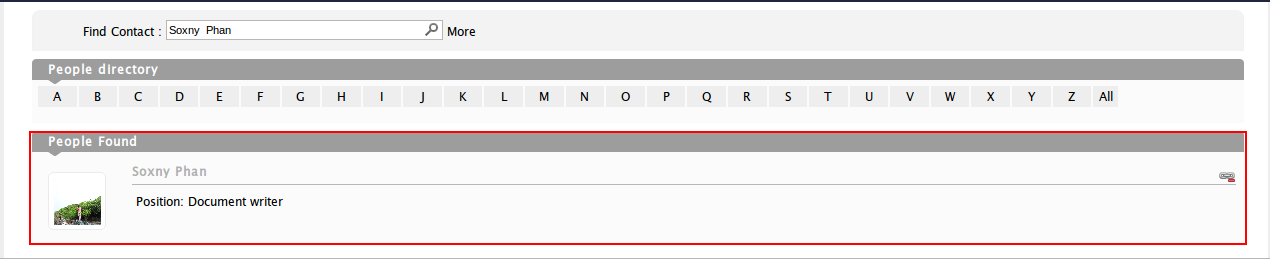 Find Contact : Soxny Phan More
People directory
A B C D E F G H I J K L M N O P Q R S T U V W X Y Z All
People Found
Soxny Phan
Position: Document writer